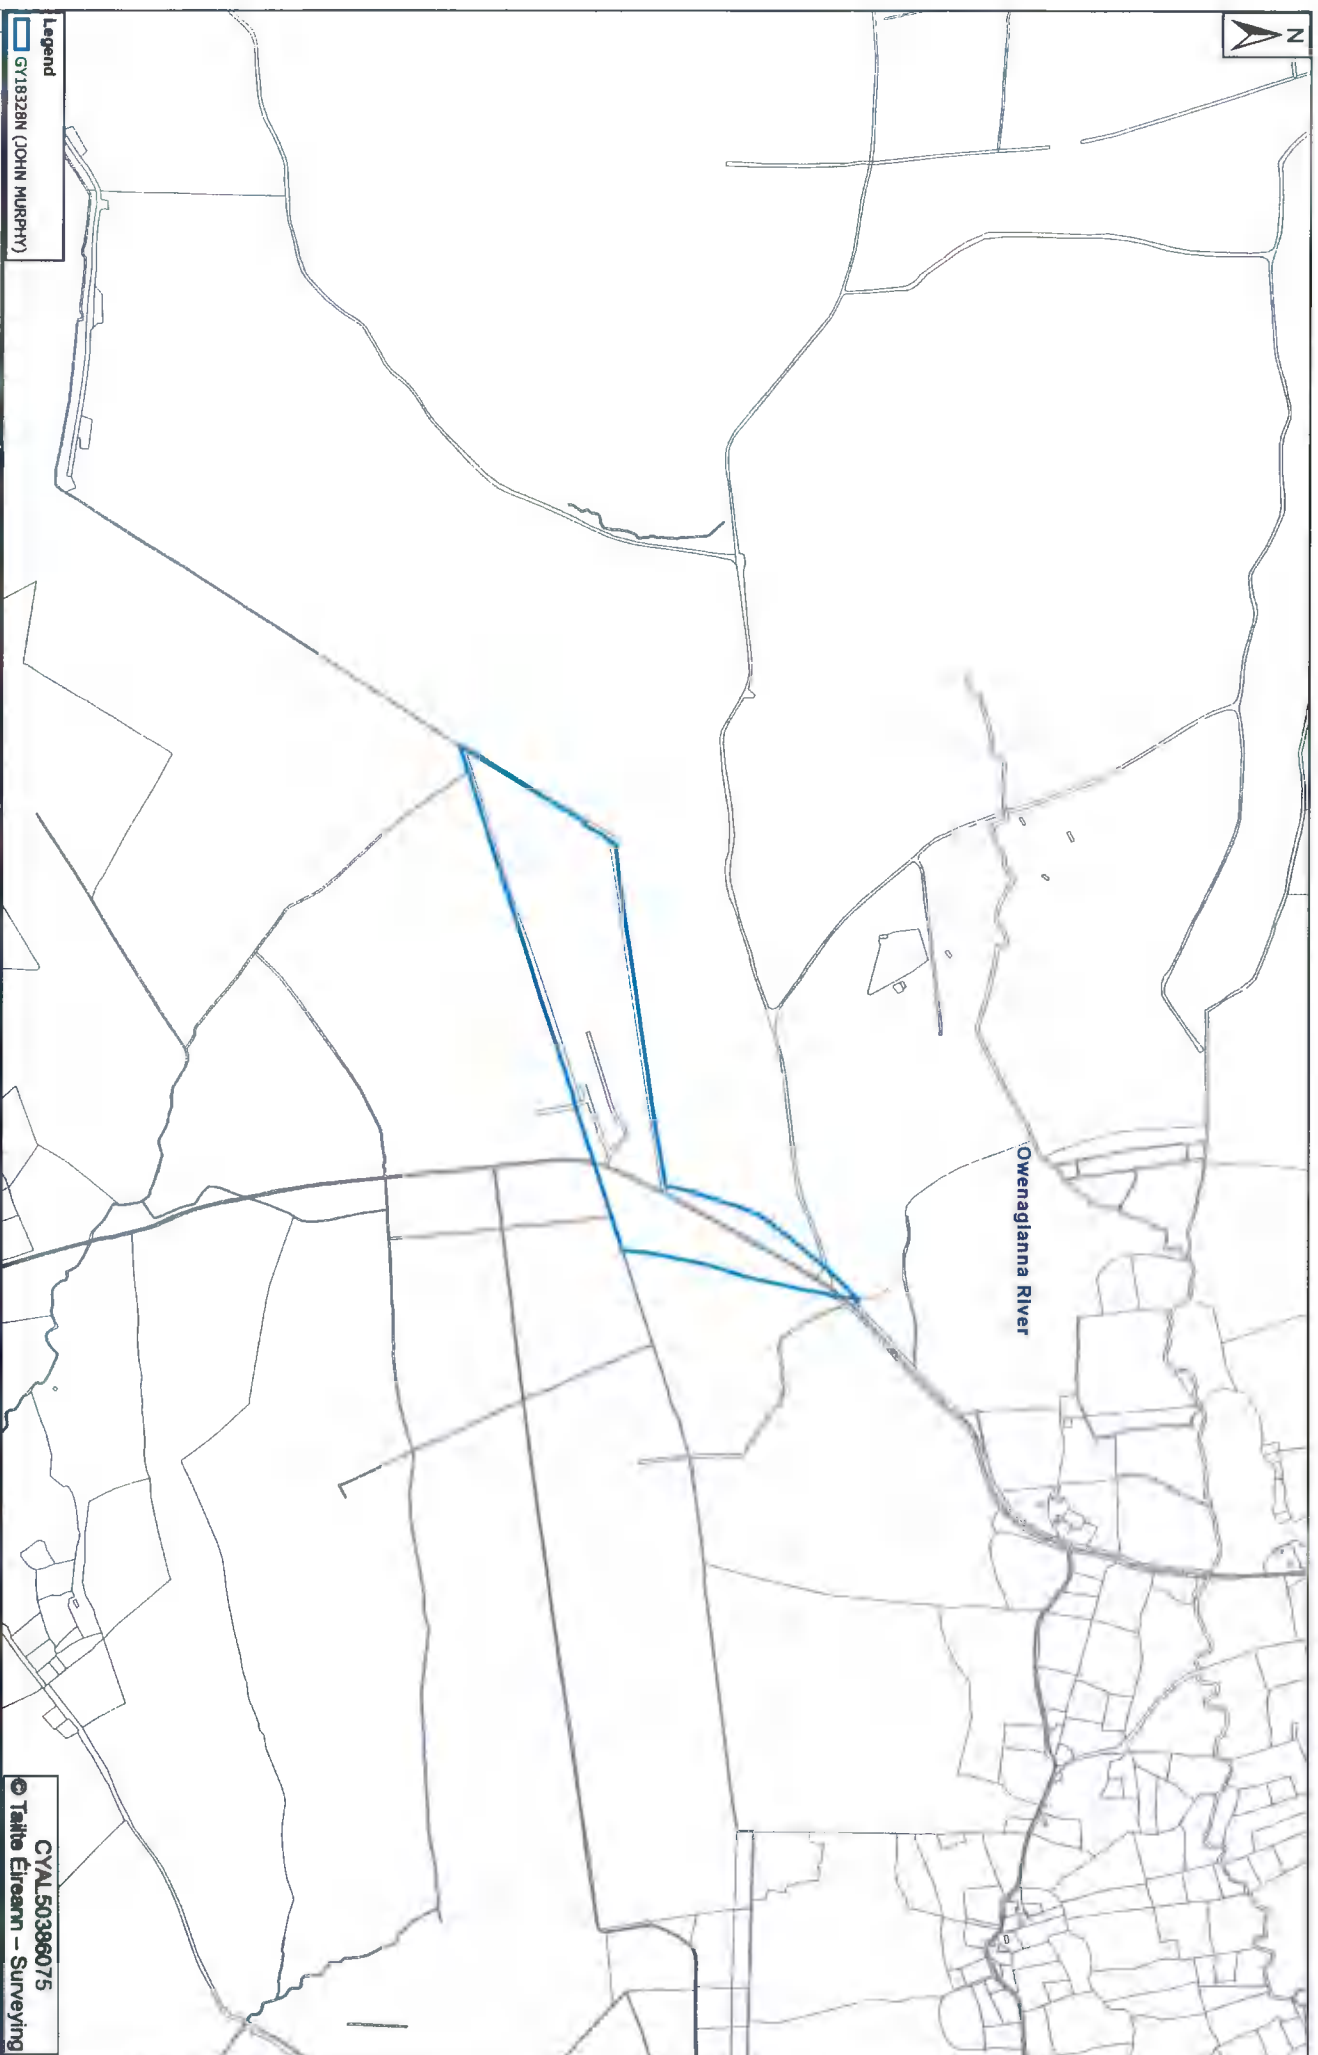 N
Owenaglanna River
Legend
GY18328N (JOHN MURPHY)
CYAL50386075
© Tailte Éireann – Surveying